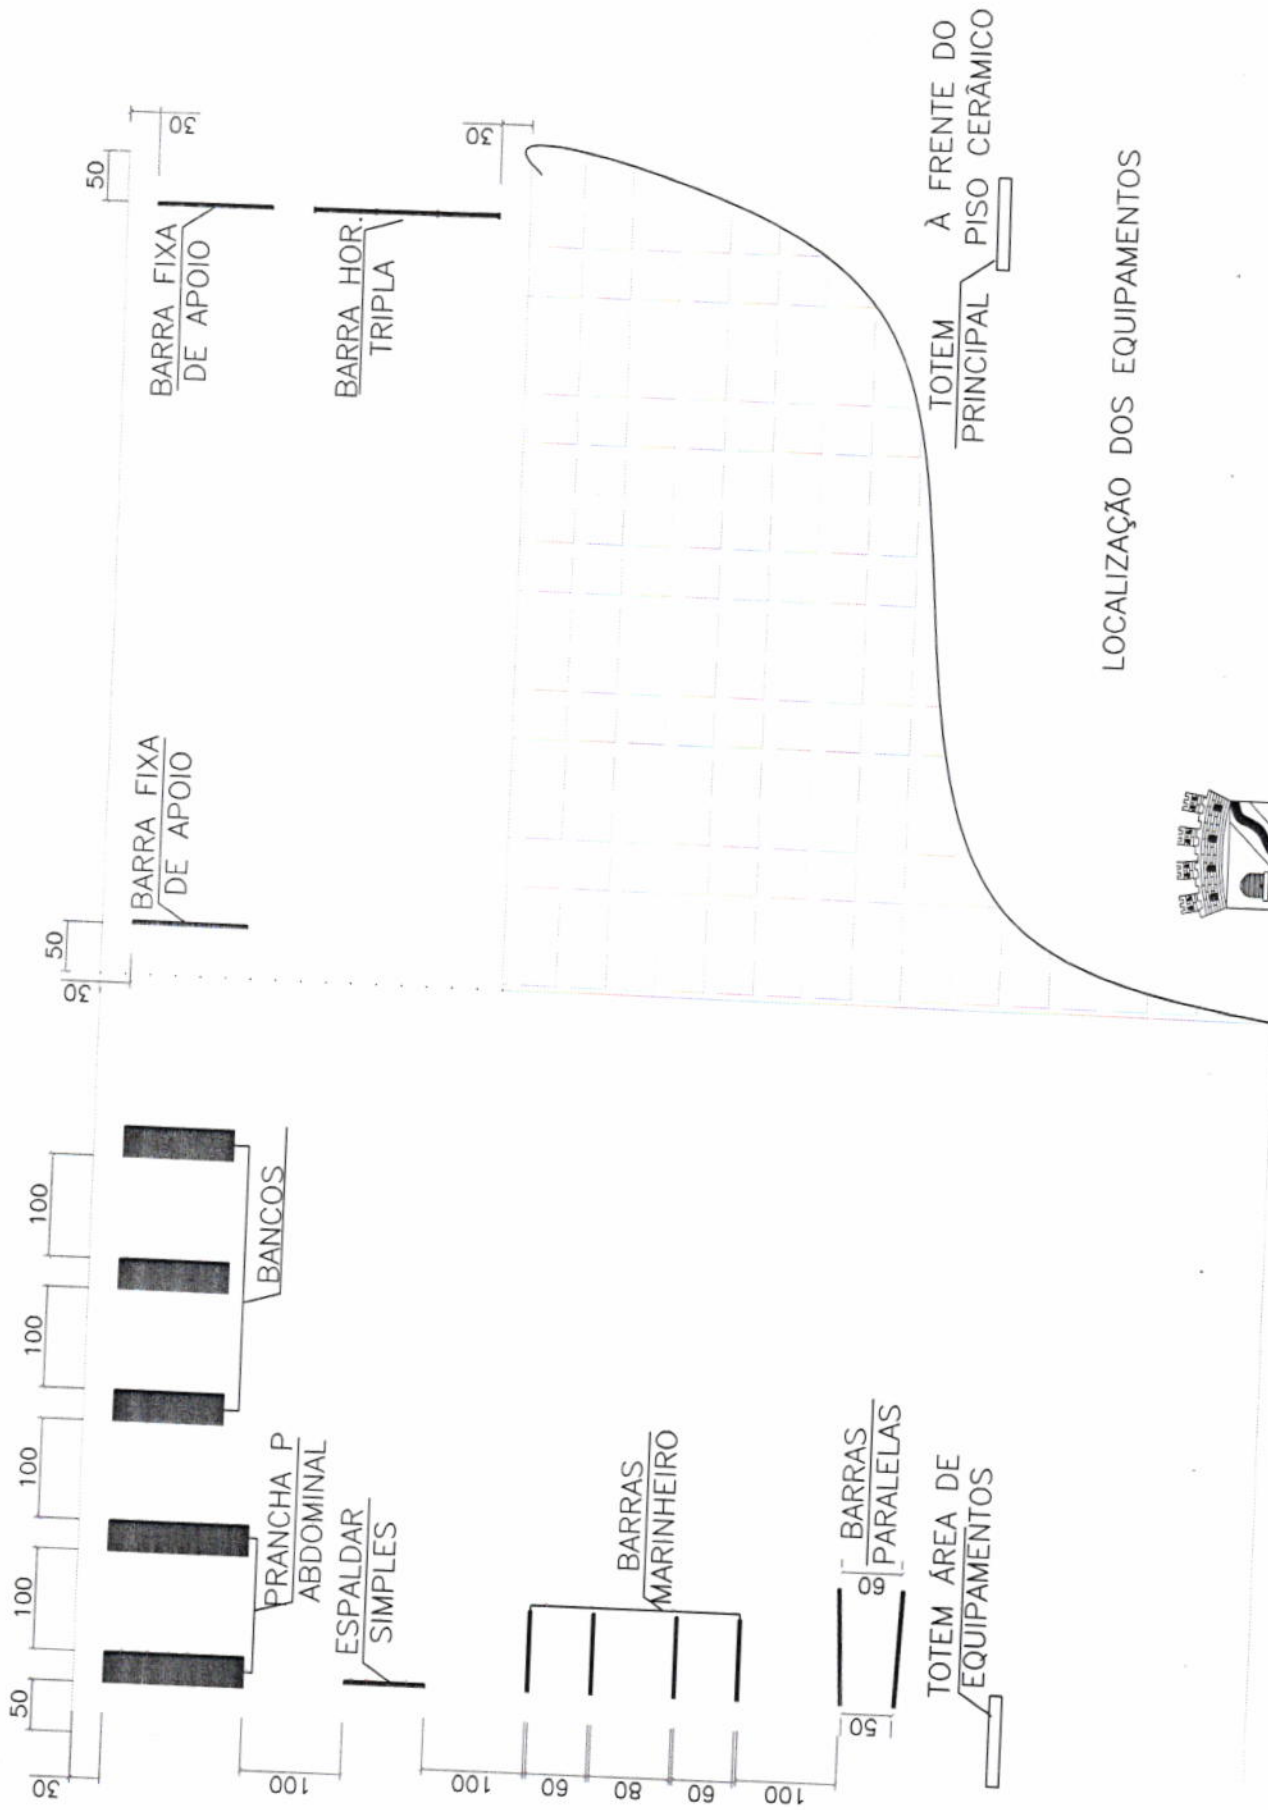 50
30
BARRA FIXA
DE APOIO
BARRA HOR.
TRIPLA
30
TOTEM
PRINCIPAL
À FRENTE DO
PISO CERÂMICO
LOCALIZAÇÃO DOS EQUIPAMENTOS
50
30
BARRA FIXA
DE APOIO
100
100
100
100
50
30
BANCOS
PRANCHA P
ABDOMINAL
ESPALDAR
SIMPLES
BARRAS
MARINHEIRO
BARRAS
PARALELAS
60
50
TOTEM ÁREA DE
EQUIPAMENTOS
100
100
60
80
60
100